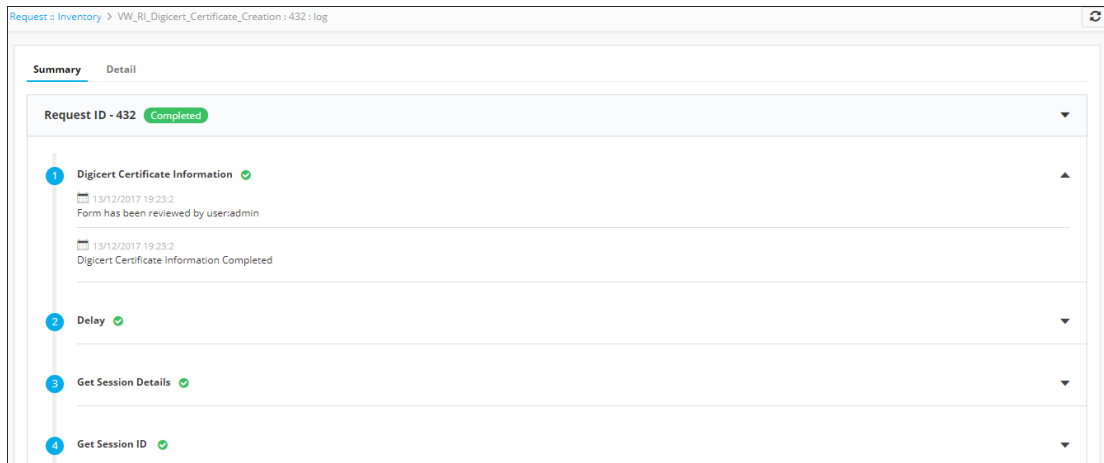 Request :: Inventory > VW_RI_Digicert_Certificate_Creation : 432 : log
Summary Detail
Request ID - 432 Completed
1 Digicert Certificate Information
13/12/2017 19:23:2
Form has been reviewed by user:admin
13/12/2017 19:23:2
Digicert Certificate Information Completed
2 Delay
3 Get Session Details
4 Get Session ID